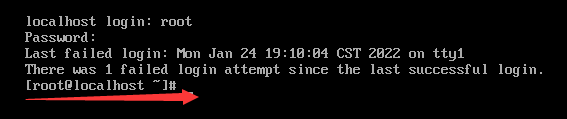 localhost login: root
Password:
Last failed login: Mon Jan 24 19:10:04 CST 2022 on tty1
There was 1 failed login attempt since the last successful login.
[root@localhost ~]# _